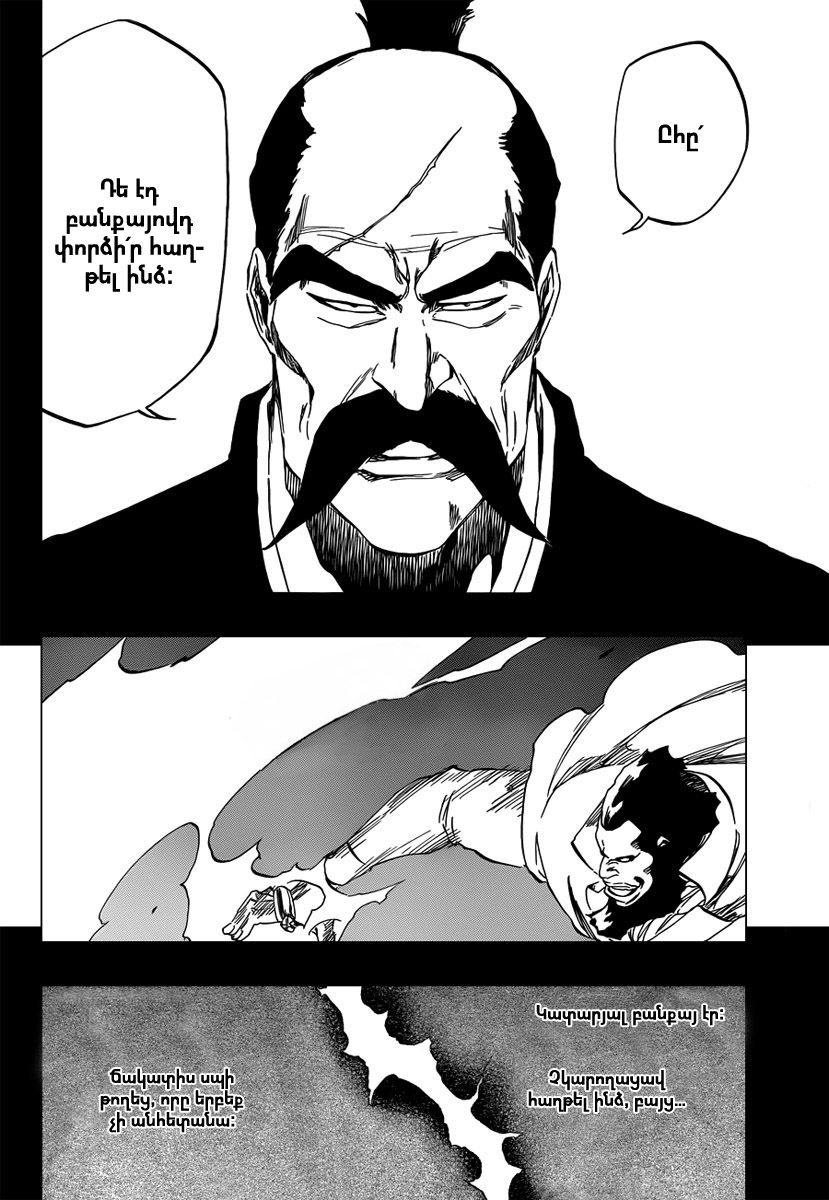 Ըհը՜
Դե էդ
բանքայովդ
փորձի՛ր հաղ-
թել ինձ:
Կատարյալ բանքայ էր:
Չկարողացավ
հաղթել ինձ, բայց...
Ճակատիս սպի
թողեց, որը երբեք
չի անհետանա: